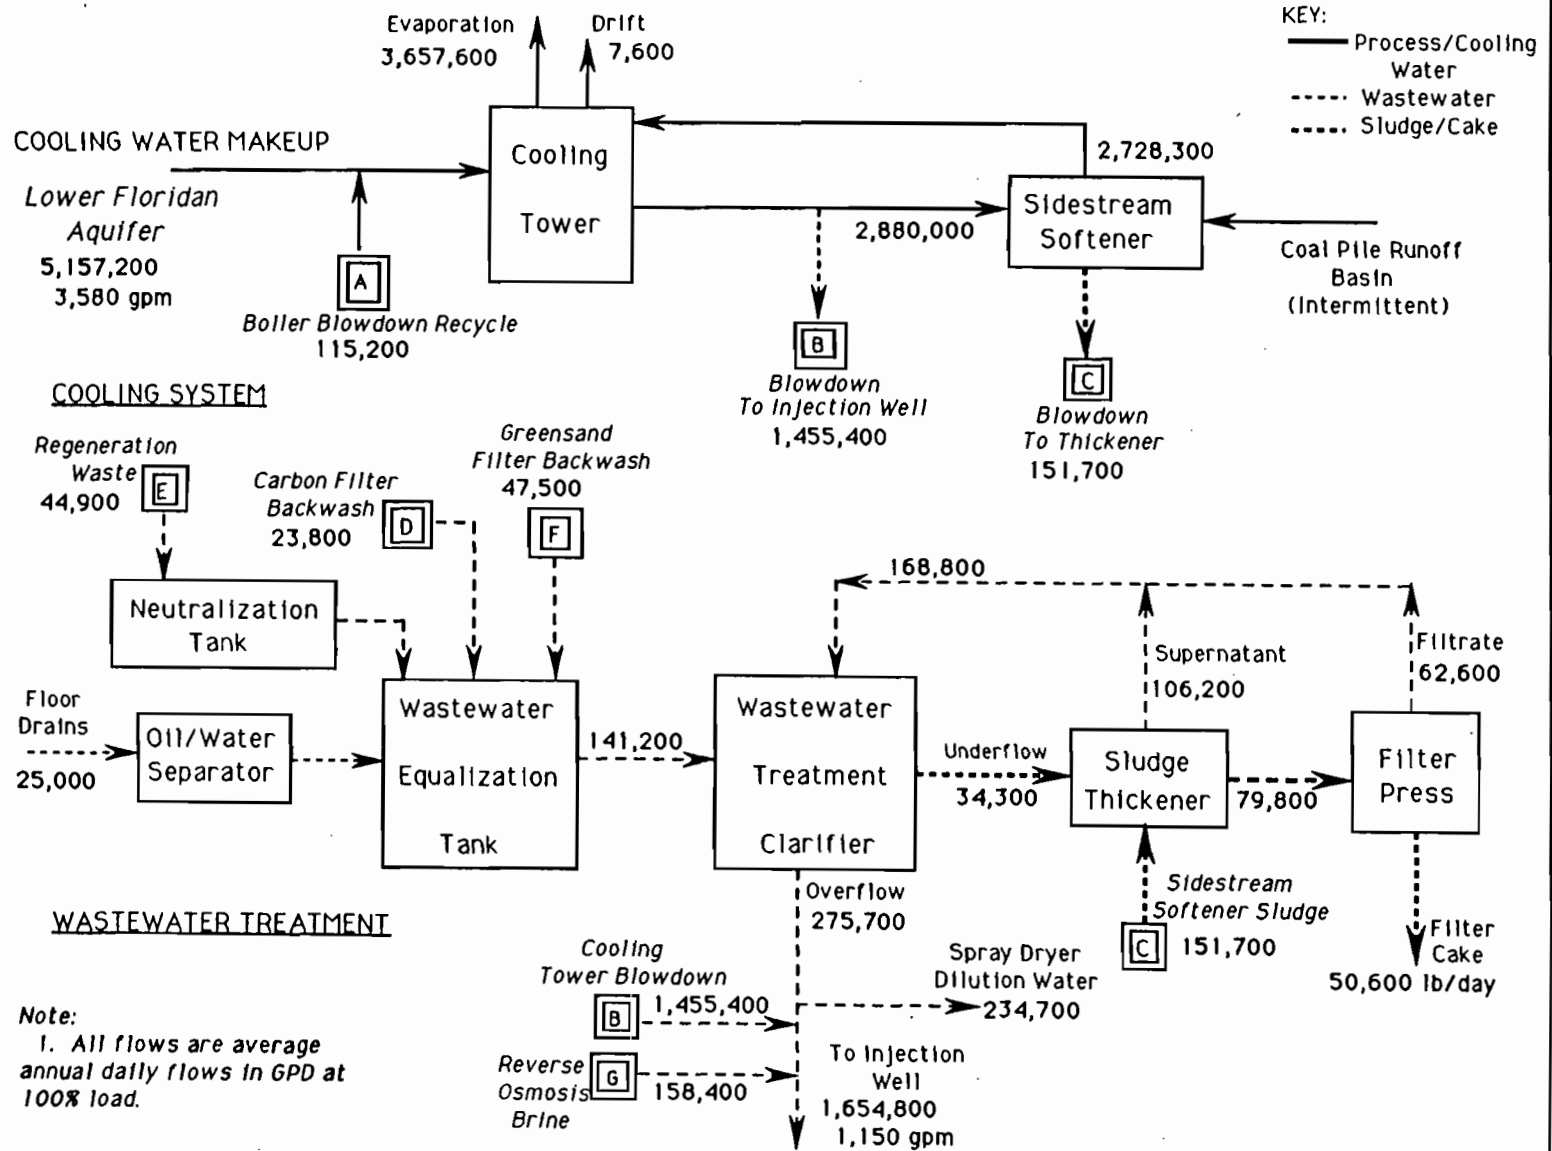 KEY:
Process/Cooling
Water
Wastewater
Sludge/Cake
Evaporation
3,657,600
Drift
7,600
COOLING WATER MAKEUP
Lower Floridan
Aquifer
5,157,200
3,580 gpm
A
Boiler Blowdown Recycle
115,200
Cooling
Tower
2,728,300
2,880,000
Sidestream
Softener
Coal Pile Runoff
Basin
(Intermittent)
B
Blowdown
To Injection Well
1,455,400
C
Blowdown
To Thickener
151,700
COOLING SYSTEM
Regeneration
Waste
44,900
E
Carbon Filter
Backwash
23,800
D
Greensand
Filter Backwash
47,500
F
Neutralization
Tank
Floor
Drains
25,000
Oil/Water
Separator
Wastewater
Equalization
Tank
141,200
Wastewater
Treatment
Clarifier
168,800
Underflow
34,300
Supernatant
106,200
Sludge
Thickener
79,800
Filtrate
62,600
Filter
Press
Sidestream
Softener Sludge
C
151,700
Filter
Cake
50,600 lb/day
Overflow
275,700
WASTEWATER TREATMENT
Cooling
Tower Blowdown
B
1,455,400
Spray Dryer
Dilution Water
234,700
Reverse
Osmosis
Brine
G
158,400
To Injection
Well
1,654,800
1,150 gpm
Note:
1. All flows are average
annual daily flows in GPD at
100% load.